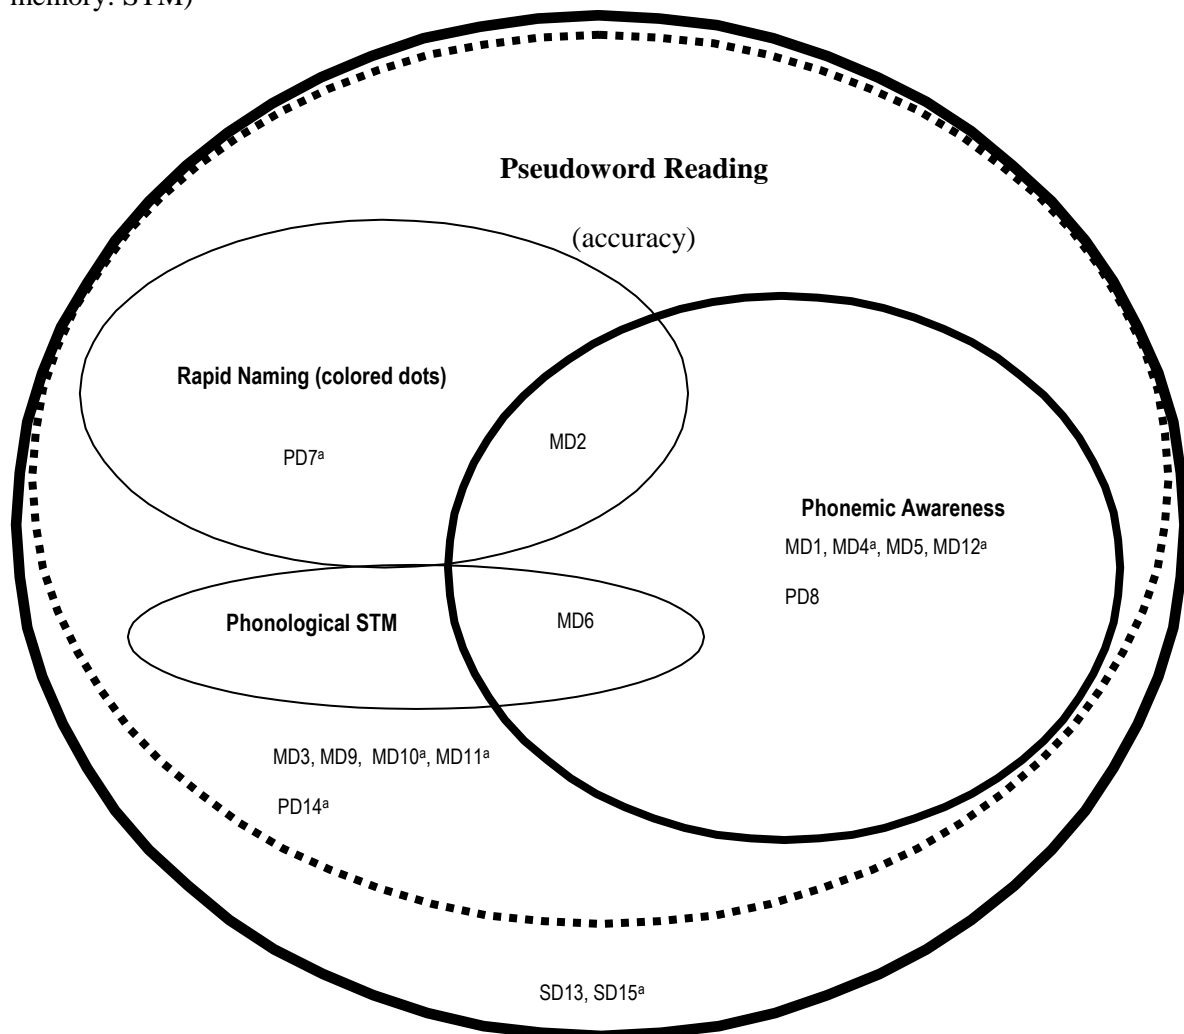 memory: STM)
Pseudoword Reading
(accuracy)
Rapid Naming (colored dots)
MD2
PD7ᵃ
Phonemic Awareness
MD1, MD4ᵃ, MD5, MD12ᵃ
PD8
Phonological STM
MD6
MD3, MD9, MD10ᵃ, MD11ᵃ
PD14ᵃ
SD13, SD15ᵃ